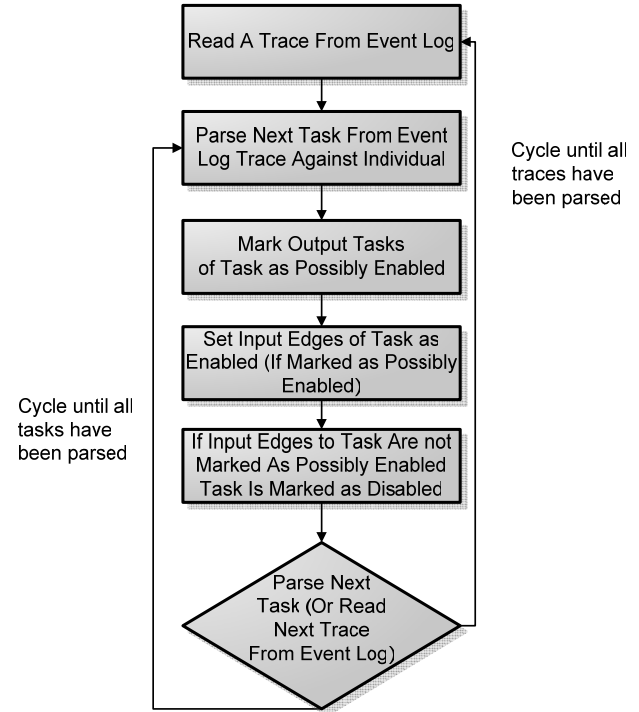 Read A Trace From Event Log
Parse Next Task From Event
Log Trace Against Individual
Cycle until all
traces have
been parsed
Mark Output Tasks
of Task as Possibly Enabled
Set Input Edges of Task as
Enabled (If Marked as Possibly
Enabled)
Cycle until all
tasks have
been parsed
If Input Edges to Task Are not
Marked As Possibly Enabled
Task Is Marked as Disabled
Parse Next
Task (Or Read
Next Trace
From Event Log)